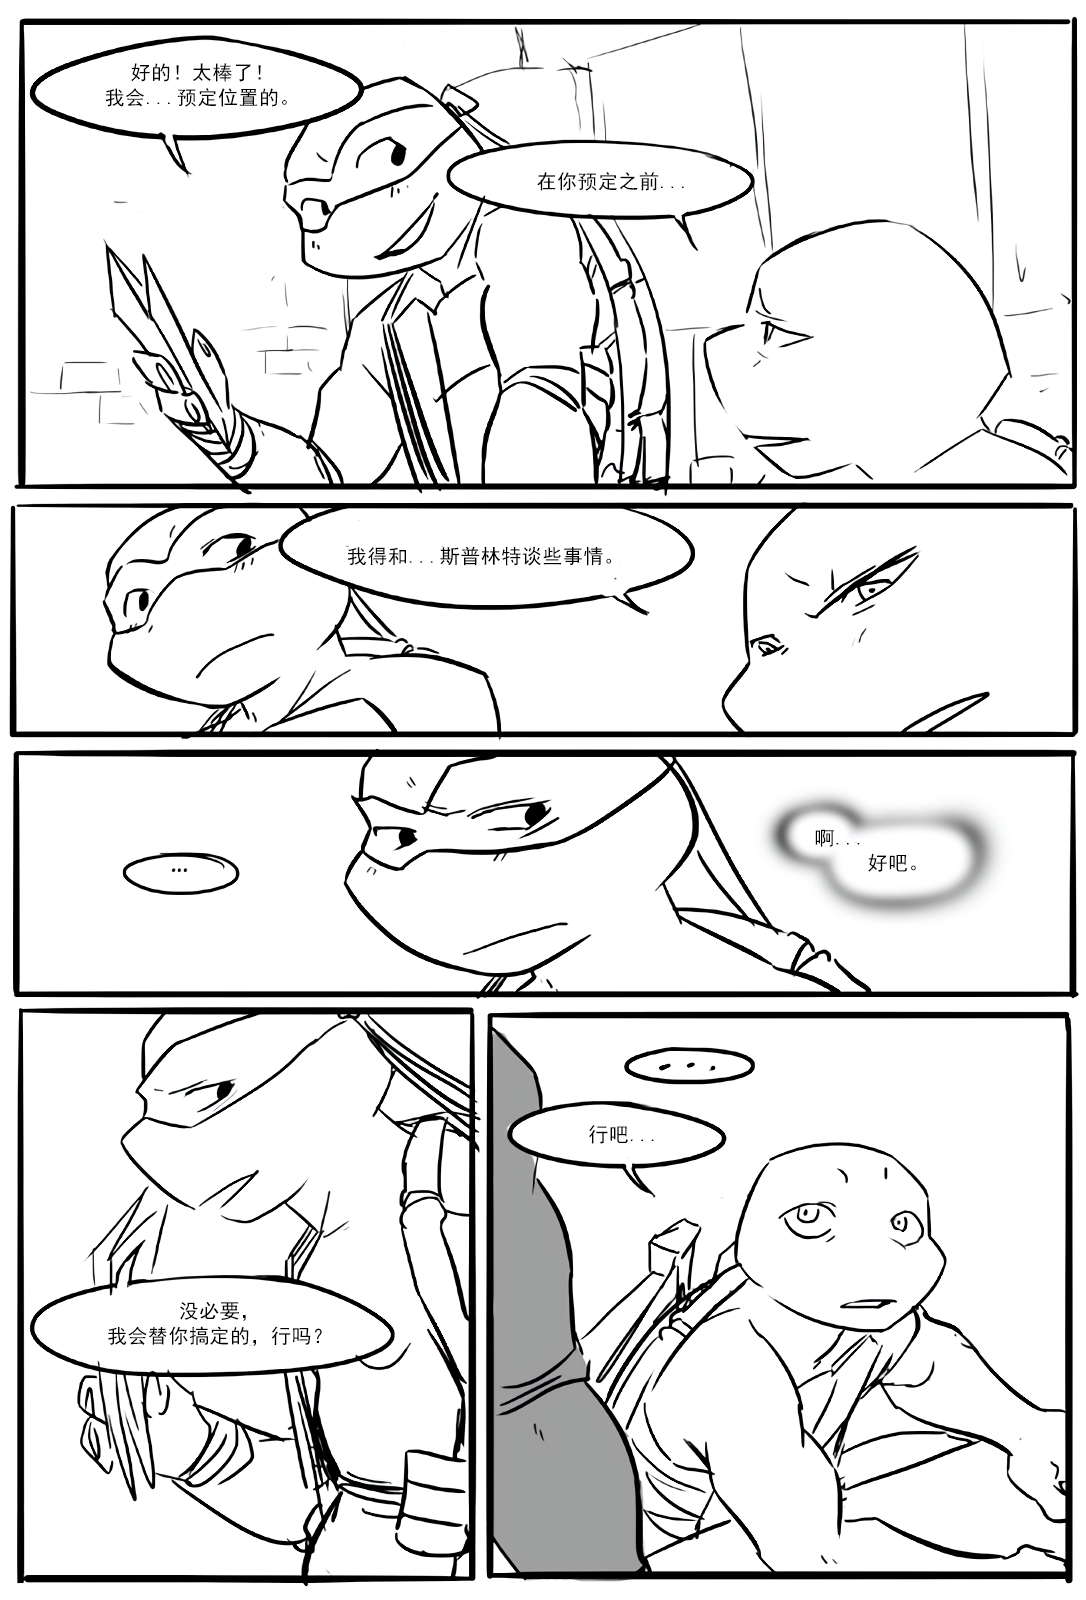 好的！太棒了！
我会...预定位置的。
在你预定之前...
我得和...斯普林特谈些事情。
...
啊...
好吧。
没必要，
我会替你搞定的，行吗？
...
行吧...